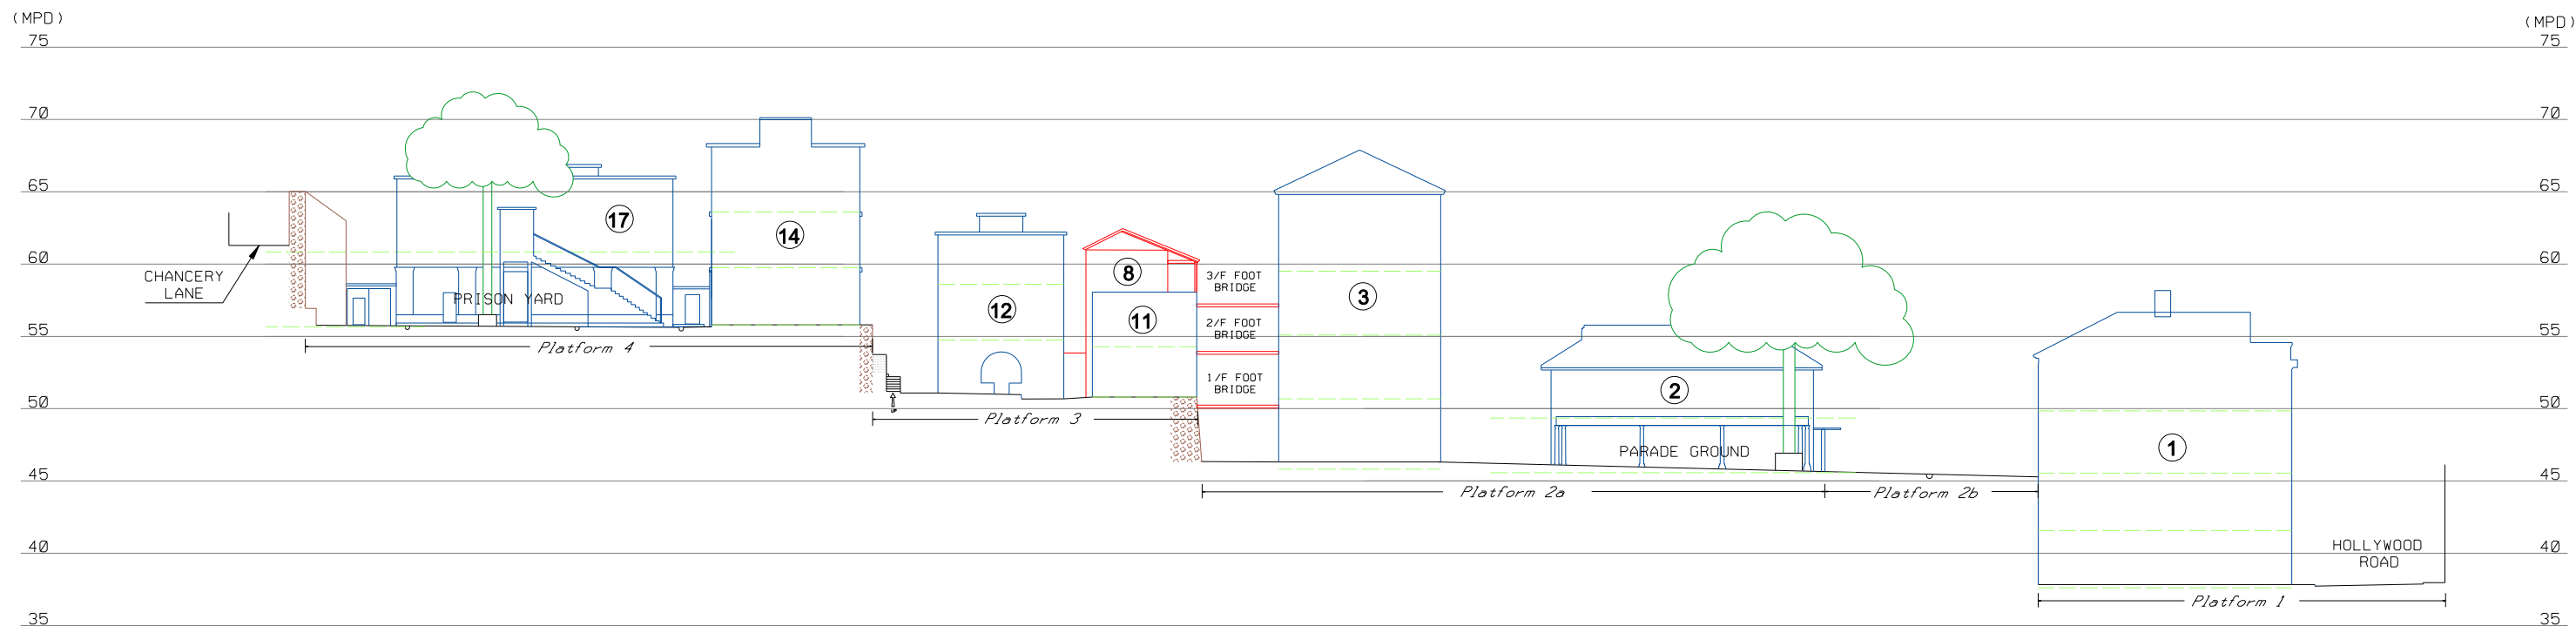 (MPD)
(MPD)
75
75
70
70
65
65
60
60
55
55
50
50
45
45
40
40
35
35
CHANCERY
LANE
17
PRISON YARD
14
Platform 4
12
8
11
UP
Platform 3
3/F FOOT
BRIDGE
2/F FOOT
BRIDGE
1/F FOOT
BRIDGE
3
2
PARADE GROUND
Platform 2a
Platform 2b
1
HOLLYWOOD
ROAD
Platform 1